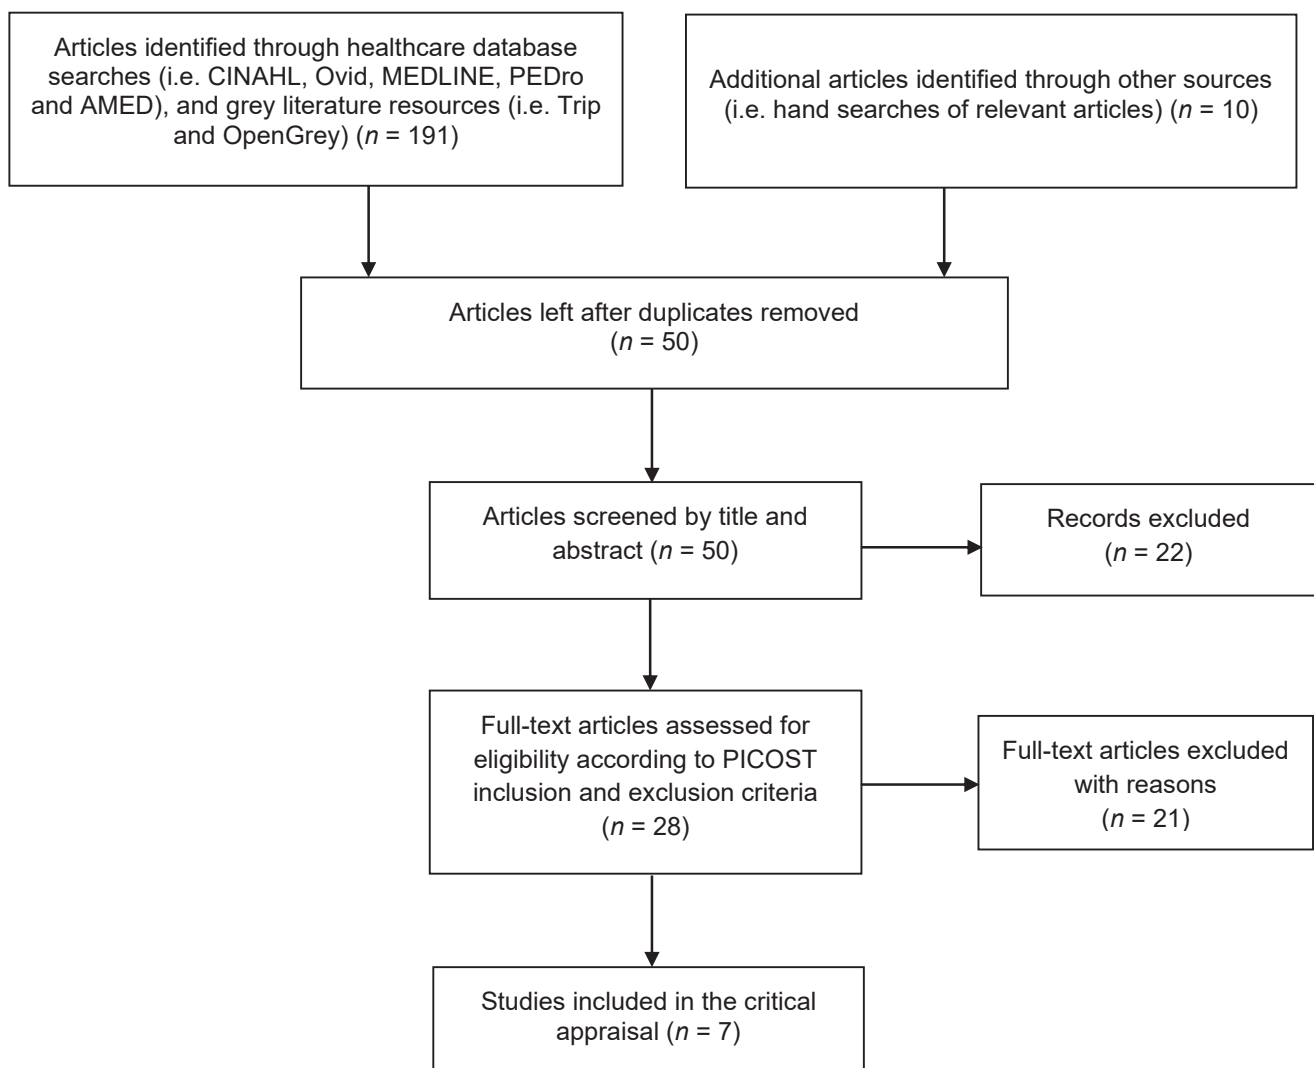 Articles identified through healthcare database
searches (i.e. CINAHL, Ovid, MEDLINE, PEDro
and AMED), and grey literature resources (i.e. Trip
and OpenGrey) (n = 191)
Additional articles identified through other sources
(i.e. hand searches of relevant articles) (n = 10)
Articles left after duplicates removed
(n = 50)
Articles screened by title and
abstract (n = 50)
Records excluded
(n = 22)
Full-text articles assessed for
eligibility according to PICOST
inclusion and exclusion criteria
(n = 28)
Full-text articles excluded
with reasons
(n = 21)
Studies included in the critical
appraisal (n = 7)